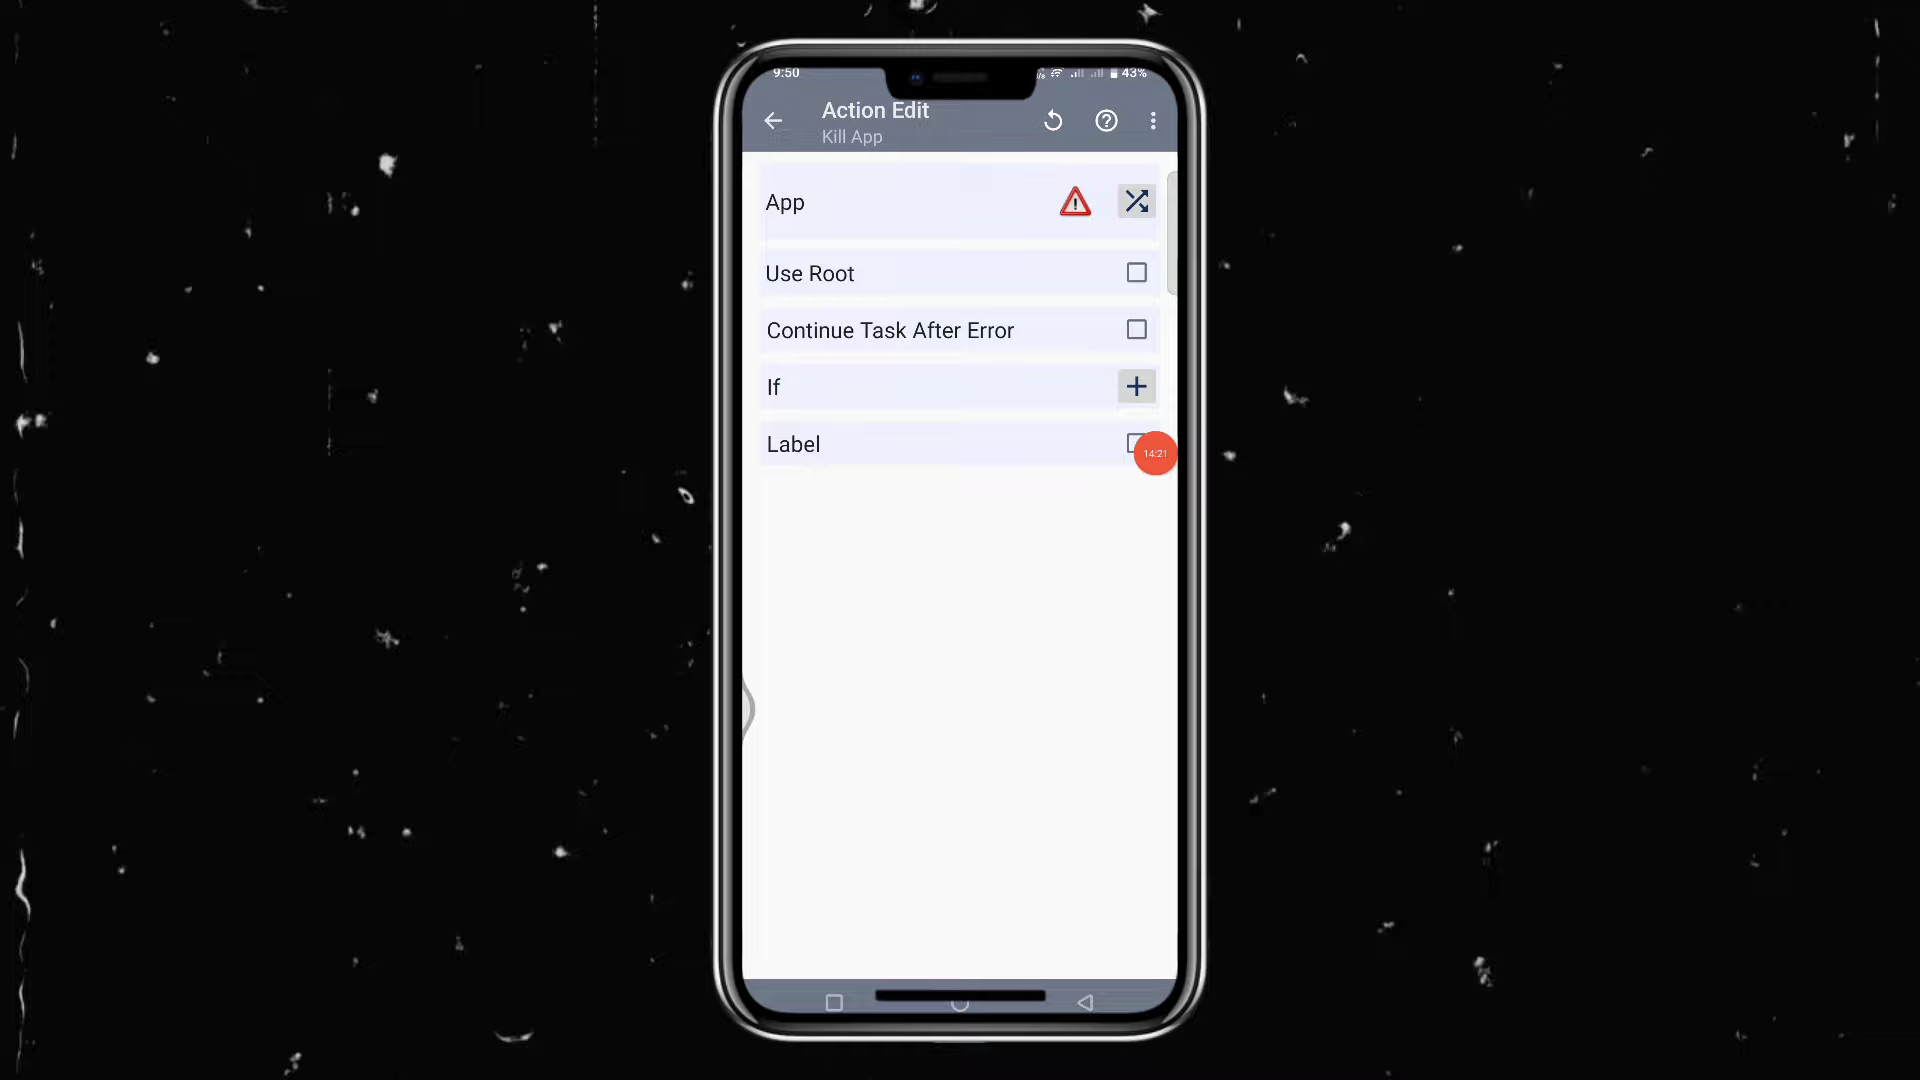 9:50
43%
Action Edit
Kill App
App
Use Root
Continue Task After Error
If
Label
14:21